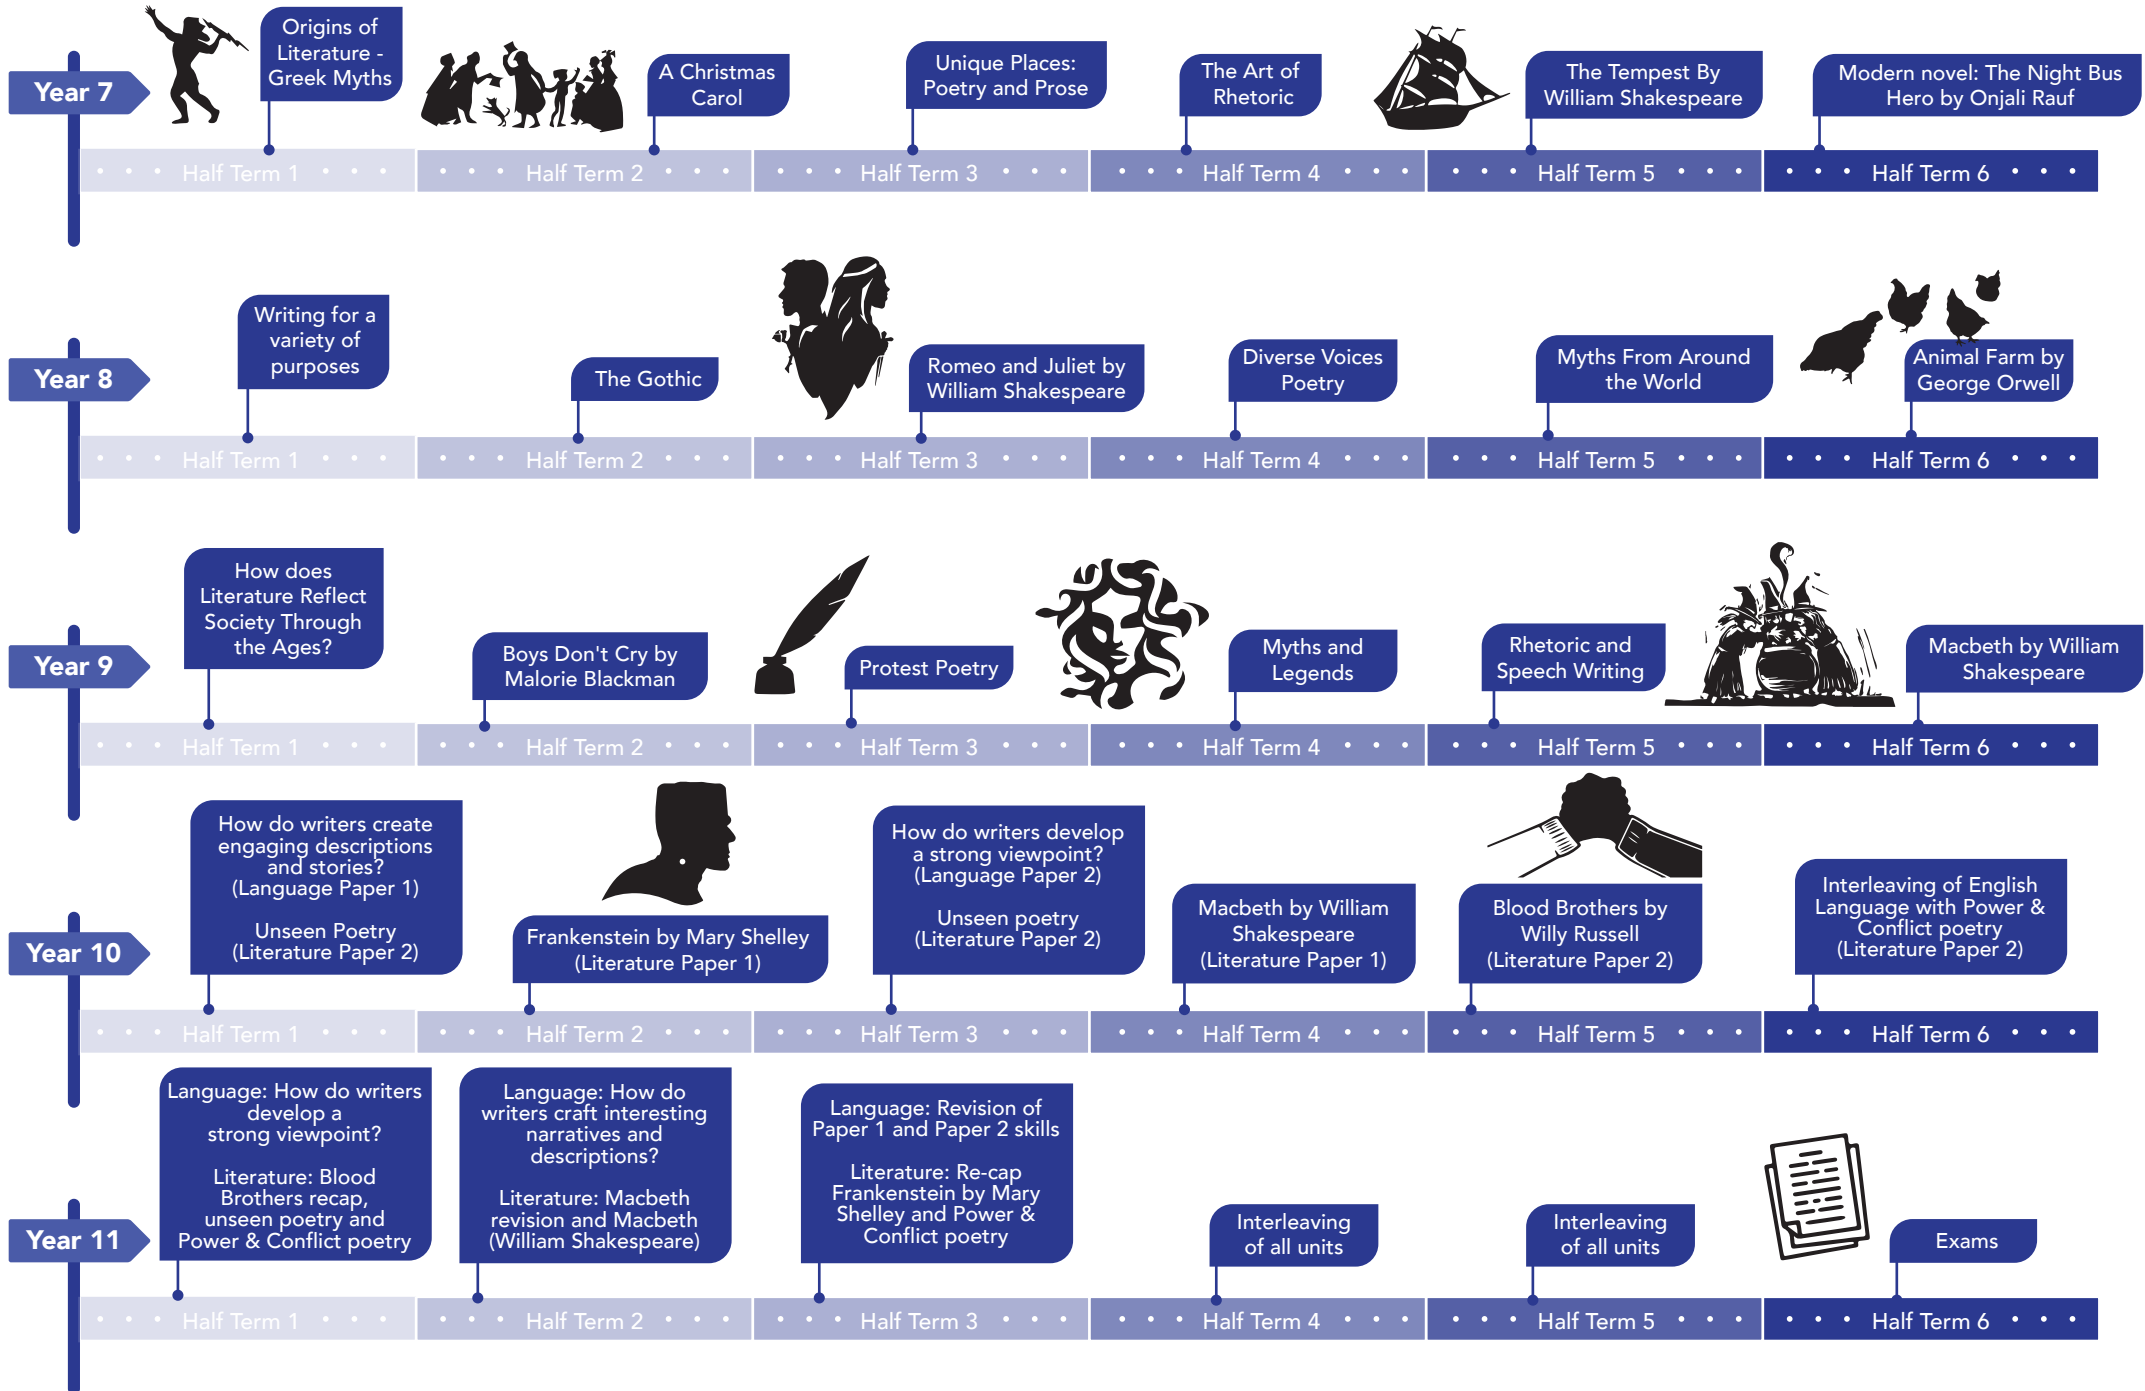 Year 7
Origins of
Literature -
Greek Myths
A Christmas
Carol
Unique Places:
Poetry and Prose
The Art of
Rhetoric
The Tempest By
William Shakespeare
Modern novel: The Night Bus
Hero by Onjali Rauf
Half Term 1
Half Term 2
Half Term 3
Half Term 4
Half Term 5
Half Term 6
Year 8
Writing for a
variety of
purposes
The Gothic
Romeo and Juliet by
William Shakespeare
Diverse Voices
Poetry
Myths From Around
the World
Animal Farm by
George Orwell
Half Term 1
Half Term 2
Half Term 3
Half Term 4
Half Term 5
Half Term 6
Year 9
How does
Literature Reflect
Society Through
the Ages?
Boys Don't Cry by
Malorie Blackman
Protest Poetry
Myths and
Legends
Rhetoric and
Speech Writing
Macbeth by William
Shakespeare
Half Term 1
Half Term 2
Half Term 3
Half Term 4
Half Term 5
Half Term 6
Year 10
How do writers create
engaging descriptions
and stories?
(Language Paper 1)
Unseen Poetry
(Literature Paper 2)
Frankenstein by Mary Shelley
(Literature Paper 1)
How do writers develop
a strong viewpoint?
(Language Paper 2)
Unseen poetry
(Literature Paper 2)
Macbeth by William
Shakespeare
(Literature Paper 1)
Blood Brothers by
Willy Russell
(Literature Paper 2)
Interleaving of English
Language with Power &
Conflict poetry
(Literature Paper 2)
Half Term 1
Half Term 2
Half Term 3
Half Term 4
Half Term 5
Half Term 6
Year 11
Language: How do writers
develop a
strong viewpoint?
Literature: Blood
Brothers recap,
unseen poetry and
Power & Conflict poetry
Language: How do
writers craft interesting
narratives and
descriptions?
Literature: Macbeth
revision and Macbeth
(William Shakespeare)
Language: Revision of
Paper 1 and Paper 2 skills
Literature: Re-cap
Frankenstein by Mary
Shelley and Power &
Conflict poetry
Interleaving
of all units
Interleaving
of all units
Exams
Half Term 1
Half Term 2
Half Term 3
Half Term 4
Half Term 5
Half Term 6